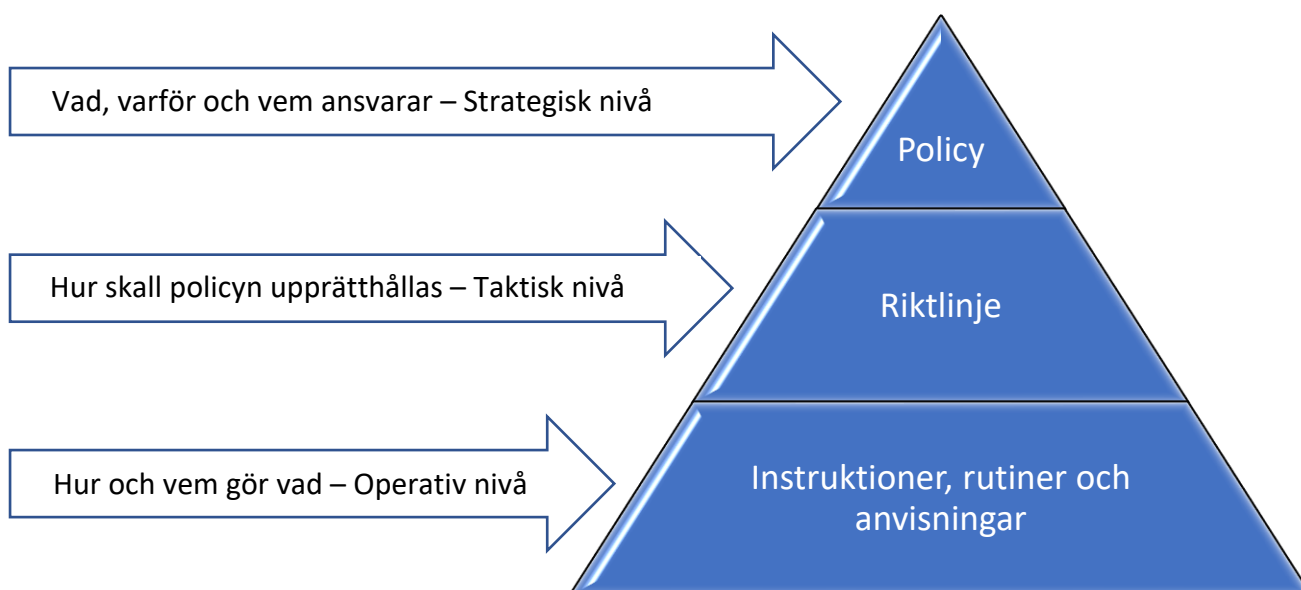 Vad, varför och vem ansvarar – Strategisk nivå
Policy
Hur skall policyn upprätthållas – Taktisk nivå
Riktlinje
Hur och vem gör vad – Operativ nivå
Instruktioner, rutiner och
anvisningar